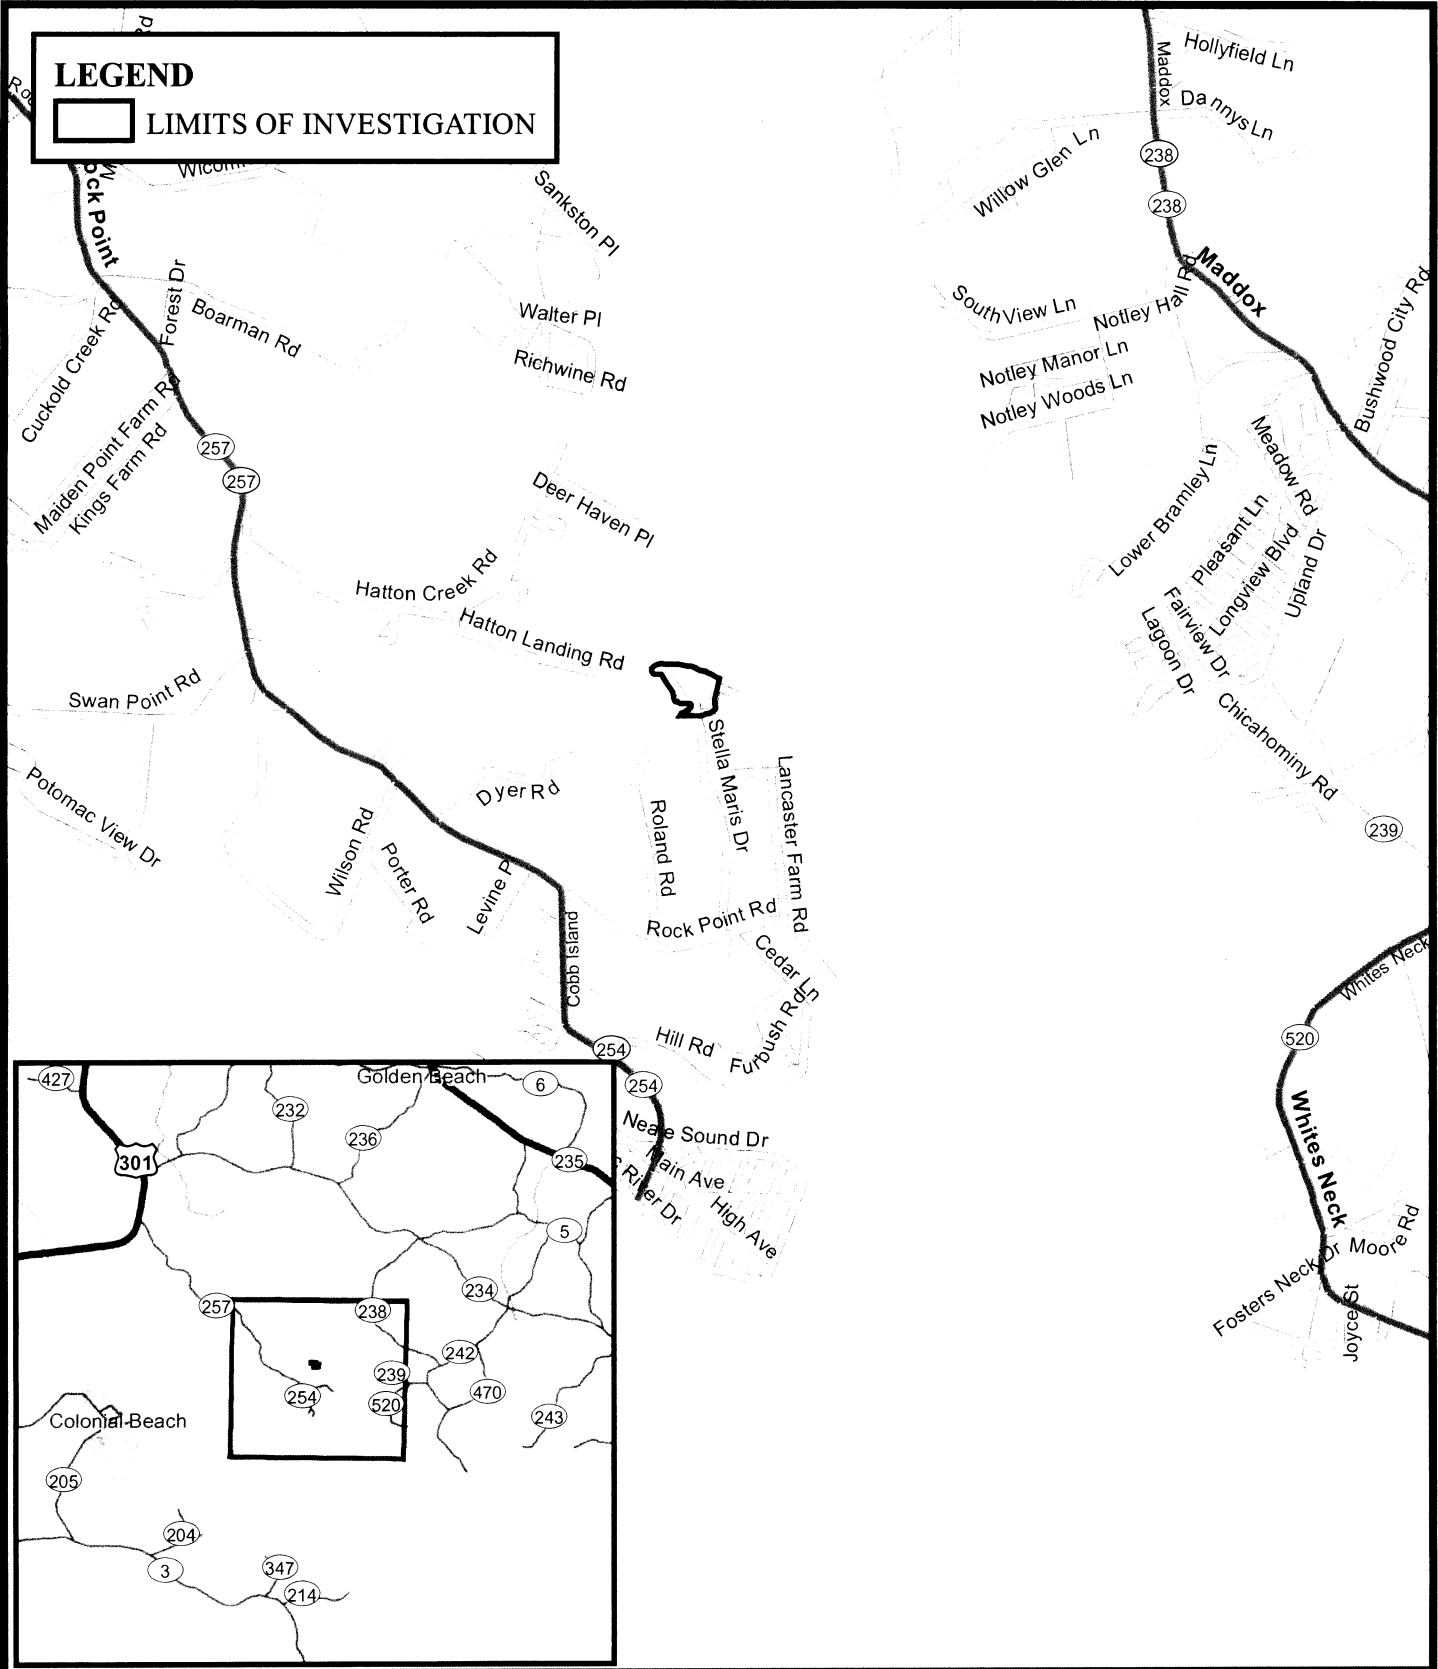 Rd
LEGEND
LIMITS OF INVESTIGATION
ock Point
Sankston Pl
Forest Dr
Boarman Rd
Cuckold Creek Rd
Walter Pl
Richwine Rd
Maiden Point Farm Rd
Kings Farm Rd
257
257
Deer Haven Pl
Hatton Creek Rd
Hatton Landing Rd
Swan Point Rd
Potomac View Dr
Dyer Rd
Wilson Rd
Porter Rd
Levine P
Roland Rd
Stella Maris Dr
Lancaster Farm Rd
Rock Point Rd
Cedar Ln
Furbush Rd
Cobb Island
Hill Rd
254
254
Neale Sound Dr
Main Ave
River Dr
High Ave
Maddox
Hollyfield Ln
Dannys Ln
Willow Glen Ln
238
238
Maddox
SouthView Ln
Notley Hall Rd
Notley Manor Ln
Notley Woods Ln
Bushwood City Rd
Meadow Rd
Lower Bramley Ln
Pleasant Ln
Longview Blvd
Upland Dr
Fairview Dr
Lagoon Dr
Chicahominy Rd
239
Whites Neck
520
Whites Neck
Moore Rd
Fosters Neck Dr
Joyce St
427
Golden Beach
6
232
236
301
235
5
234
257
238
242
239
254
520
470
243
Colonial Beach
205
204
3
347
214